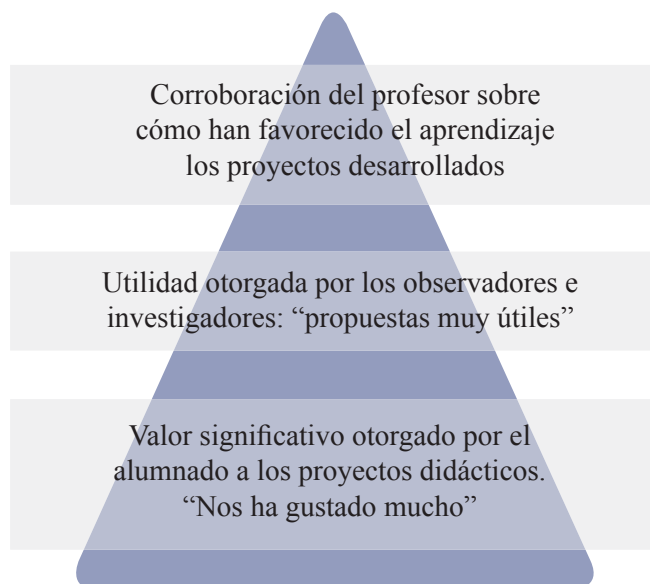 Corroboración del profesor sobre
cómo han favorecido el aprendizaje
los proyectos desarrollados
Utilidad otorgada por los observadores e
investigadores: “propuestas muy útiles”
Valor significativo otorgado por el
alumnado a los proyectos didácticos.
“Nos ha gustado mucho”